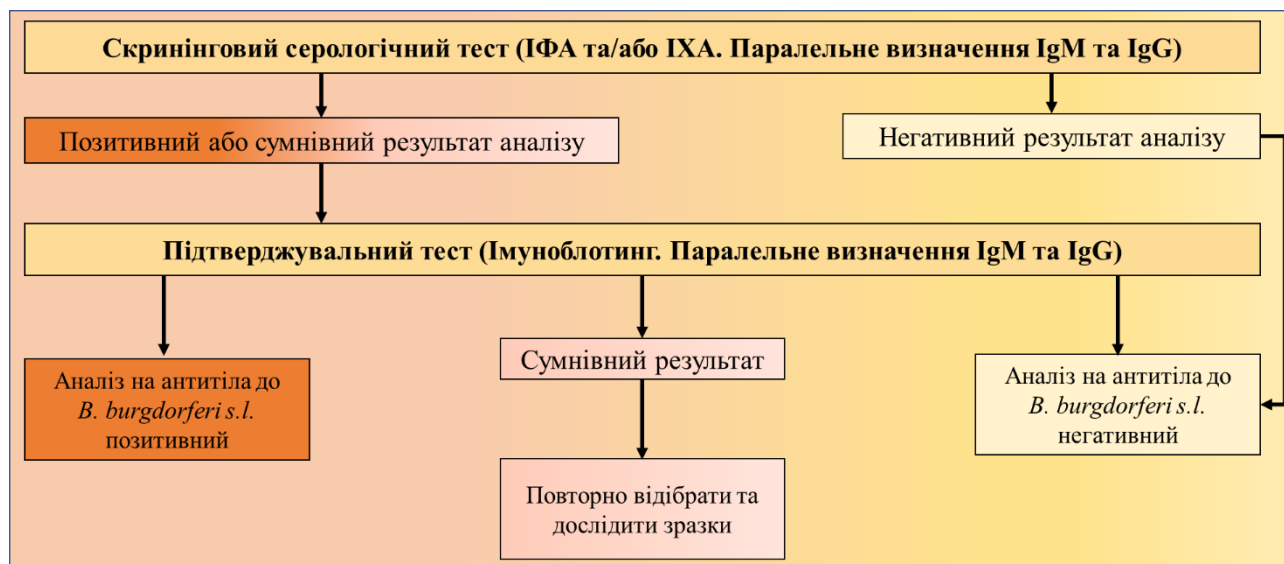 Скринінговий серологічний тест (ІФА та/або ІХА. Паралельне визначення IgM та IgG)
Позитивний або сумнівний результат аналізу
Негативний результат аналізу
Підтверджувальний тест (Імуноблотинг. Паралельне визначення IgM та IgG)
Аналіз на антитіла до
B. burgdorferi s.l.
позитивний
Сумнівний результат
Повторно відібрати та
дослідити зразки
Аналіз на антитіла до
B. burgdorferi s.l.
негативний